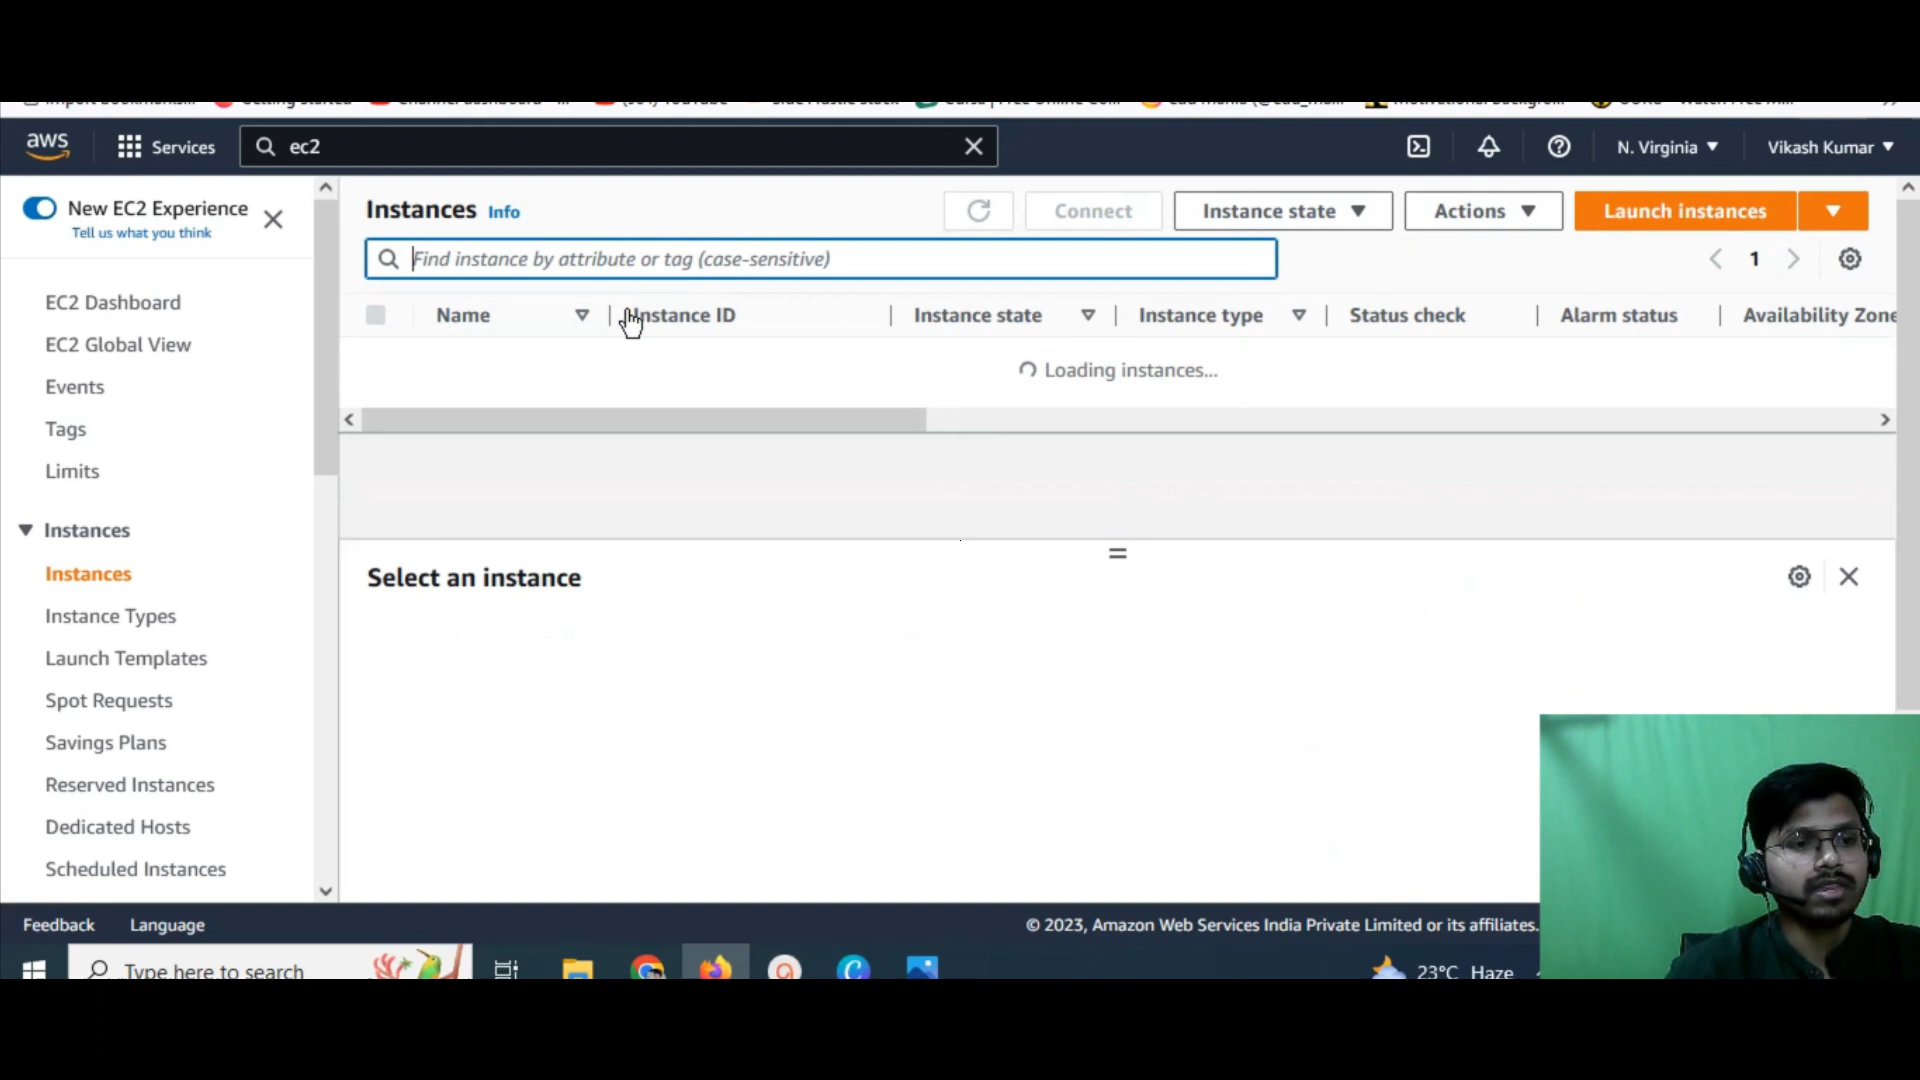 aws
Services
ec2
N. Virginia
Vikash Kumar
New EC2 Experience
Tell us what you think
EC2 Dashboard
EC2 Global View
Events
Tags
Limits
Instances
Instances
Instance Types
Launch Templates
Spot Requests
Savings Plans
Reserved Instances
Dedicated Hosts
Scheduled Instances
Instances Info
Connect
Instance state
Actions
Launch instances
Find instance by attribute or tag (case-sensitive)
1
Name
Instance ID
Instance state
Instance type
Status check
Alarm status
Availability Zone
Loading instances...
Select an instance
Feedback
Language
© 2023, Amazon Web Services India Private Limited or its affiliates.
Type here to search
23°C Haze